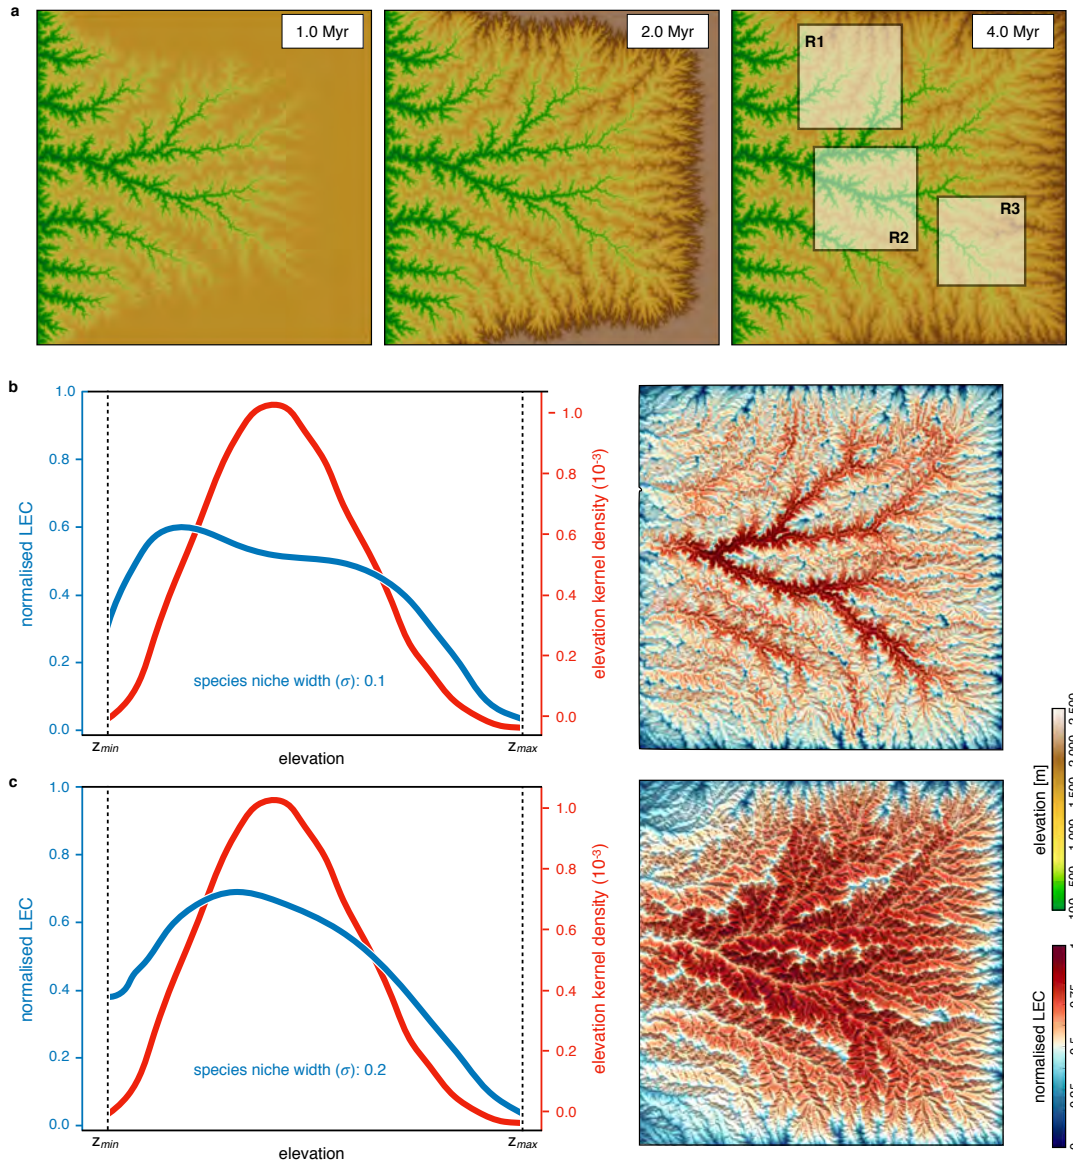 a
1.0 Myr
2.0 Myr
4.0 Myr
R1
R2
R3
b
1.0
0.8
0.6
0.4
0.2
0.0
normalised LEC
1.0
0.8
0.6
0.4
0.2
0.0
elevation kernel density (10-3)
species niche width (σ): 0.1
zmin
zmax
elevation
c
1.0
0.8
0.6
0.4
0.2
0.0
normalised LEC
1.0
0.8
0.6
0.4
0.2
0.0
elevation kernel density (10-3)
species niche width (σ): 0.2
zmin
zmax
elevation
elevation [m]
normalised LEC